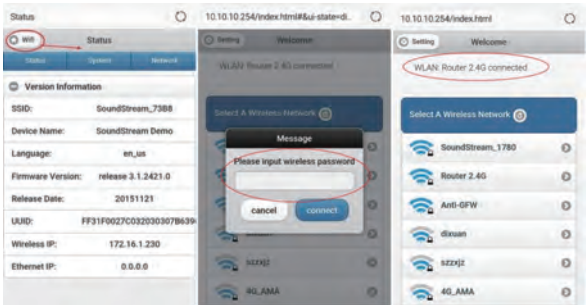 Status
Wifi
Status
Status
System
Network
Version Information
SSID: SoundStream_73B8
Device Name: SoundStream Demo
Language: en_us
Firmware Version: release 3.1.2421.0
Release Date: 20151121
UUID: FF31F0027C032030307B639
Wireless IP: 172.16.1.230
Ethernet IP: 0.0.0.0
10.10.10.254/index.html#&ui-state=di..
Setting
Welcome
WLAN: Router 2.4G connected
Select A Wireless Network
Message
Please input wireless password
cancel
connect
szzxjz
4G_AMA
10.10.10.254/index.html
Setting
Welcome
WLAN: Router 2.4G connected
Select A Wireless Network
SoundStream_1780
Router 2.4G
Anti-GFW
dixuan
szzxjz
4G_AMA